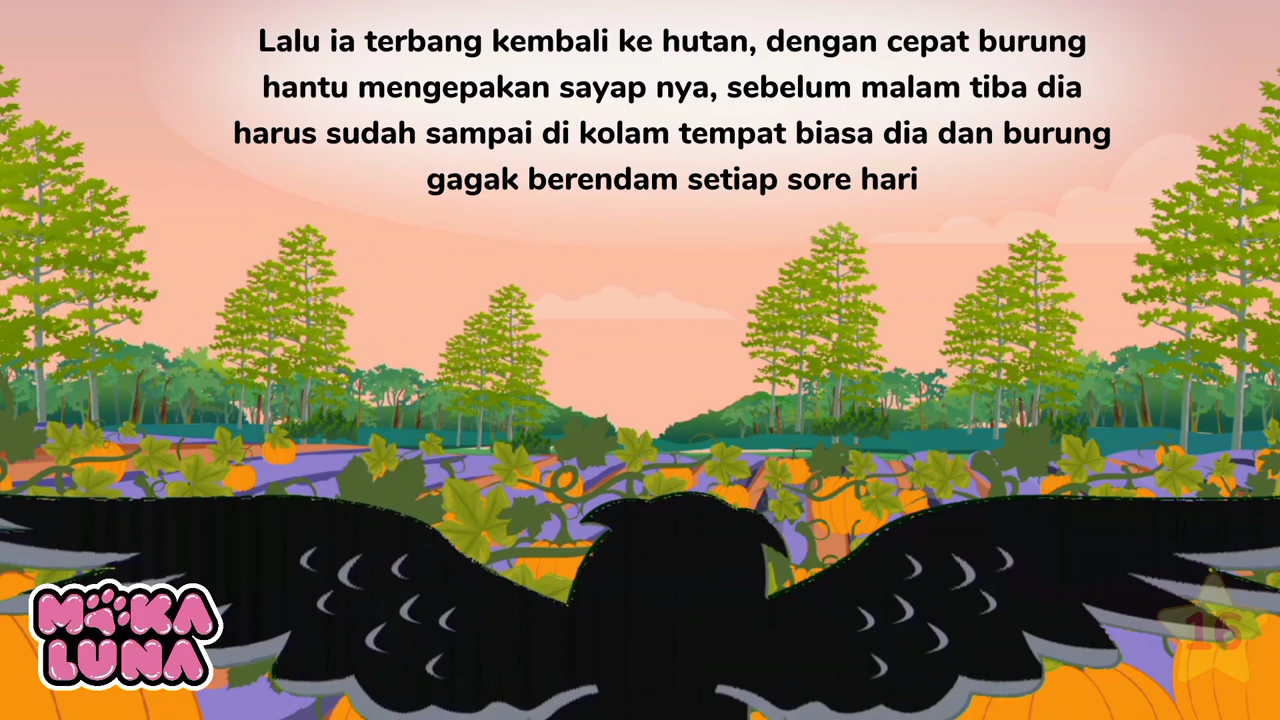 Lalu ia terbang kembali ke hutan, dengan cepat burung
hantu mengepakan sayap nya, sebelum malam tiba dia
harus sudah sampai di kolam tempat biasa dia dan burung
gagak berendam setiap sore hari
MOKA
LUNA
16